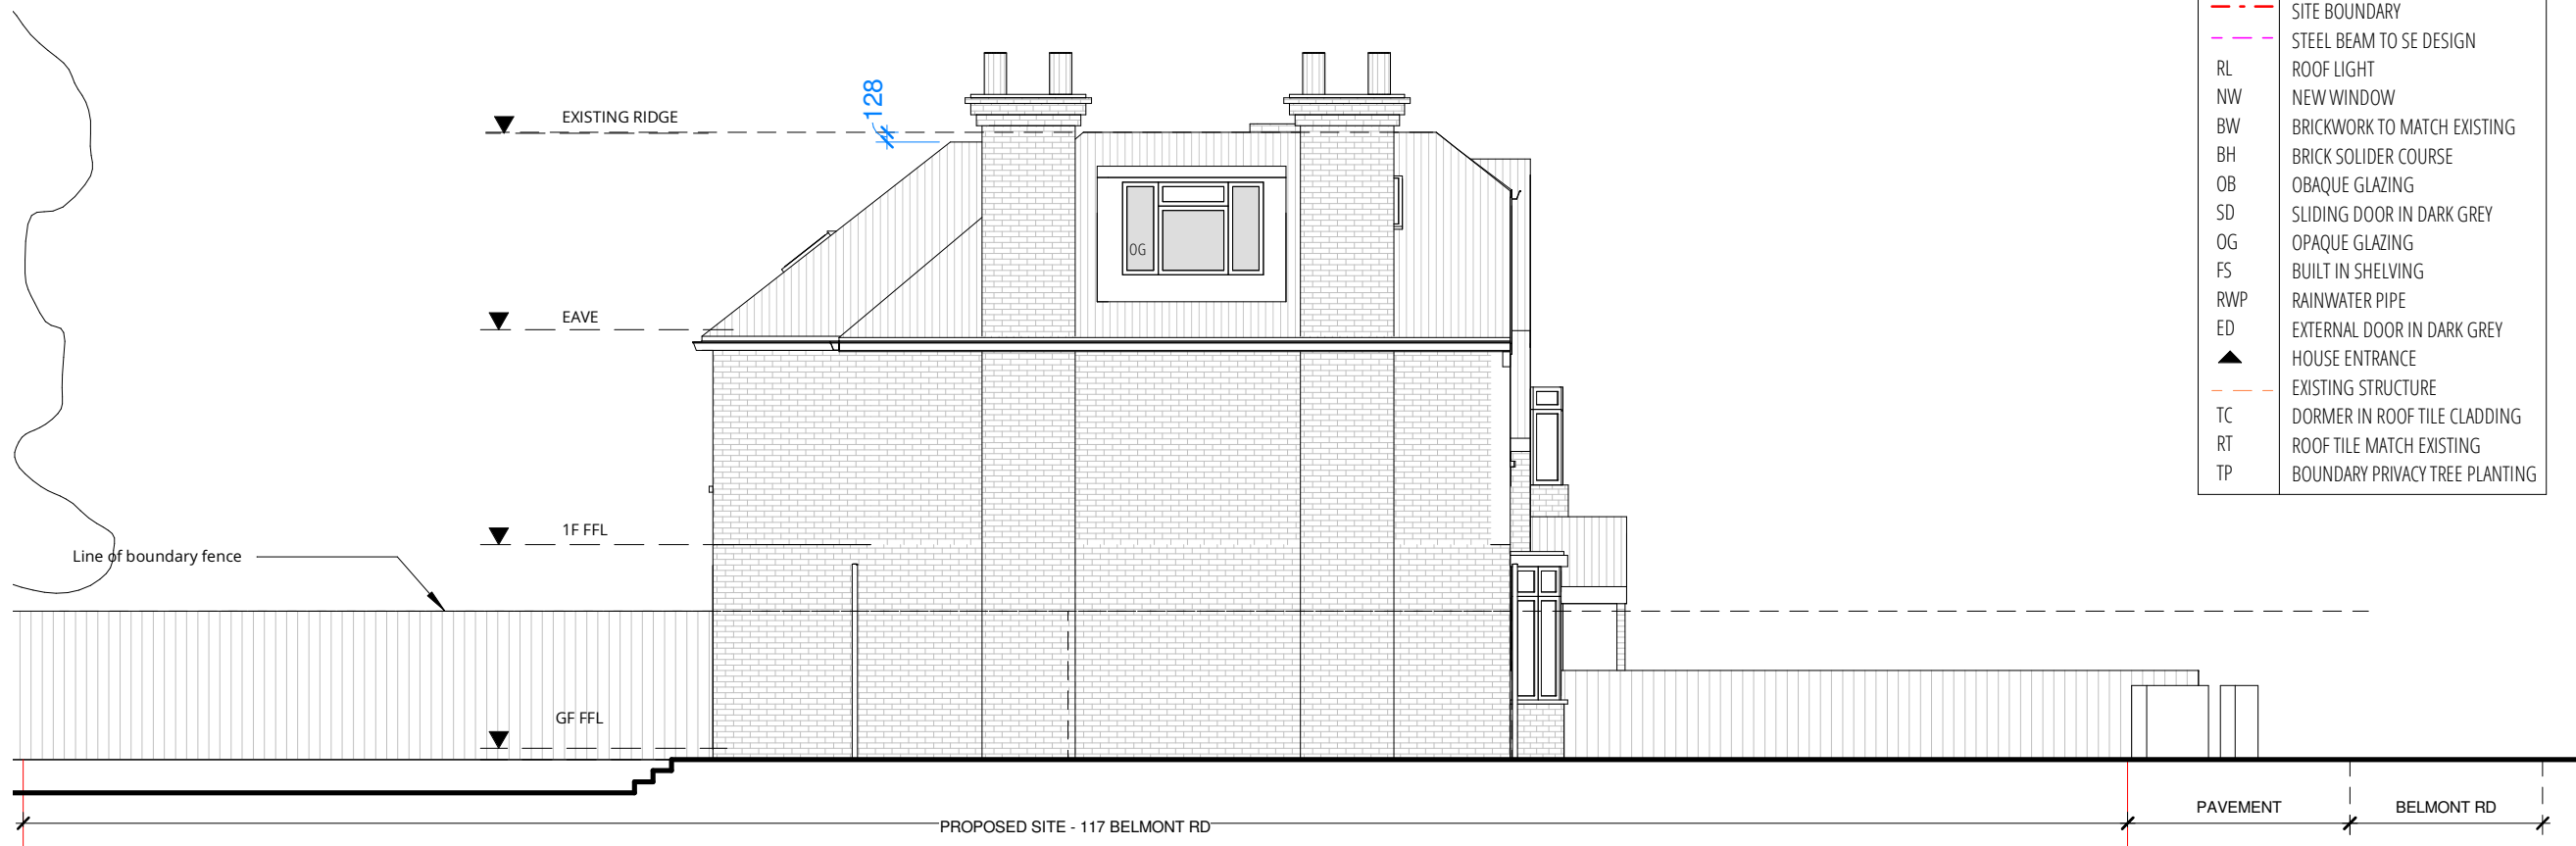 128
EXISTING RIDGE
EAVE
OG
1F FFL
Line of boundary fence
GF FFL
PROPOSED SITE - 117 BELMONT RD
PAVEMENT
BELMONT RD
SITE BOUNDARY
STEEL BEAM TO SE DESIGN
RL ROOF LIGHT
NW NEW WINDOW
BW BRICKWORK TO MATCH EXISTING
BH BRICK SOLIDER COURSE
OB OBAQUE GLAZING
SD SLIDING DOOR IN DARK GREY
OG OPAQUE GLAZING
FS BUILT IN SHELVING
RWP RAINWATER PIPE
ED EXTERNAL DOOR IN DARK GREY
HOUSE ENTRANCE
EXISTING STRUCTURE
TC DORMER IN ROOF TILE CLADDING
RT ROOF TILE MATCH EXISTING
TP BOUNDARY PRIVACY TREE PLANTING